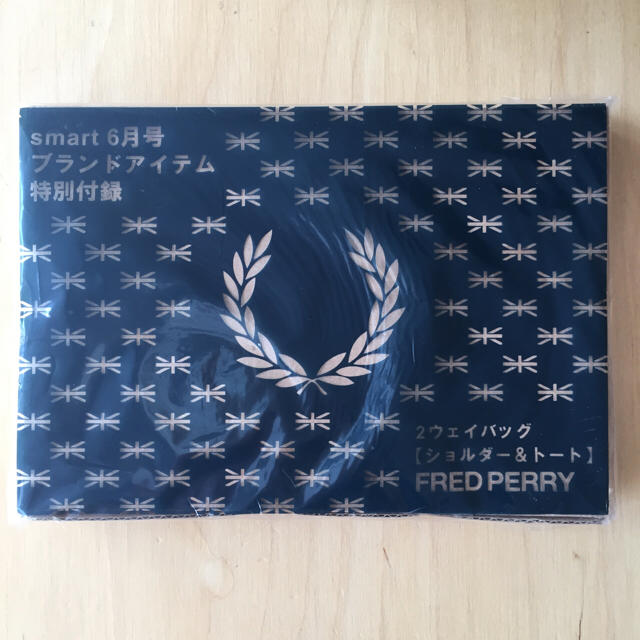 smart 6月号
ブランドアイテム
特別付録
2ウェイバッグ
【ショルダー&トート】
FRED PERRY